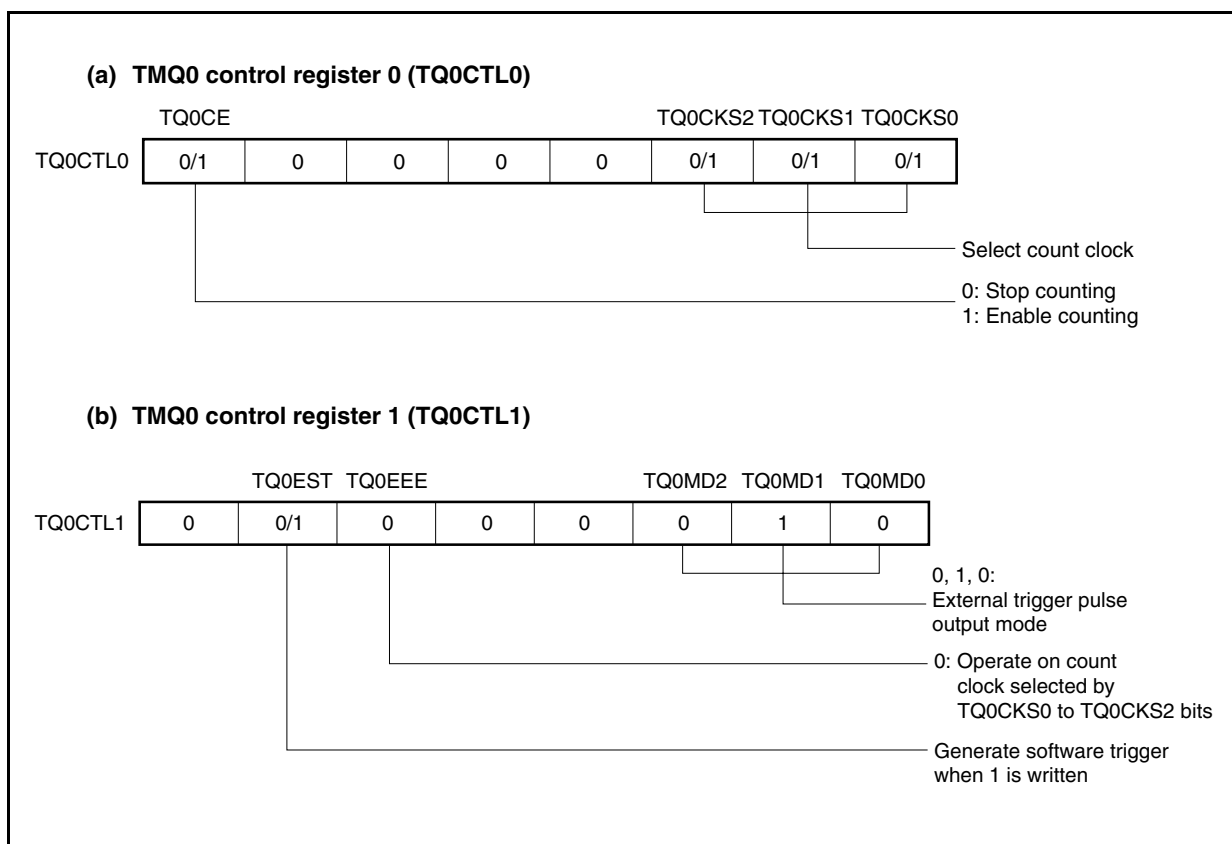 (a) TMQ0 control register 0 (TQ0CTL0)
TQ0CE TQ0CKS2 TQ0CKS1 TQ0CKS0
TQ0CTL0 0/1 0 0 0 0 0/1 0/1 0/1
Select count clock
0: Stop counting
1: Enable counting
(b) TMQ0 control register 1 (TQ0CTL1)
TQ0EST TQ0EEE TQ0MD2 TQ0MD1 TQ0MD0
TQ0CTL1 0 0/1 0 0 0 0 1 0
0, 1, 0:
External trigger pulse
output mode
0: Operate on count
clock selected by
TQ0CKS0 to TQ0CKS2 bits
Generate software trigger
when 1 is written